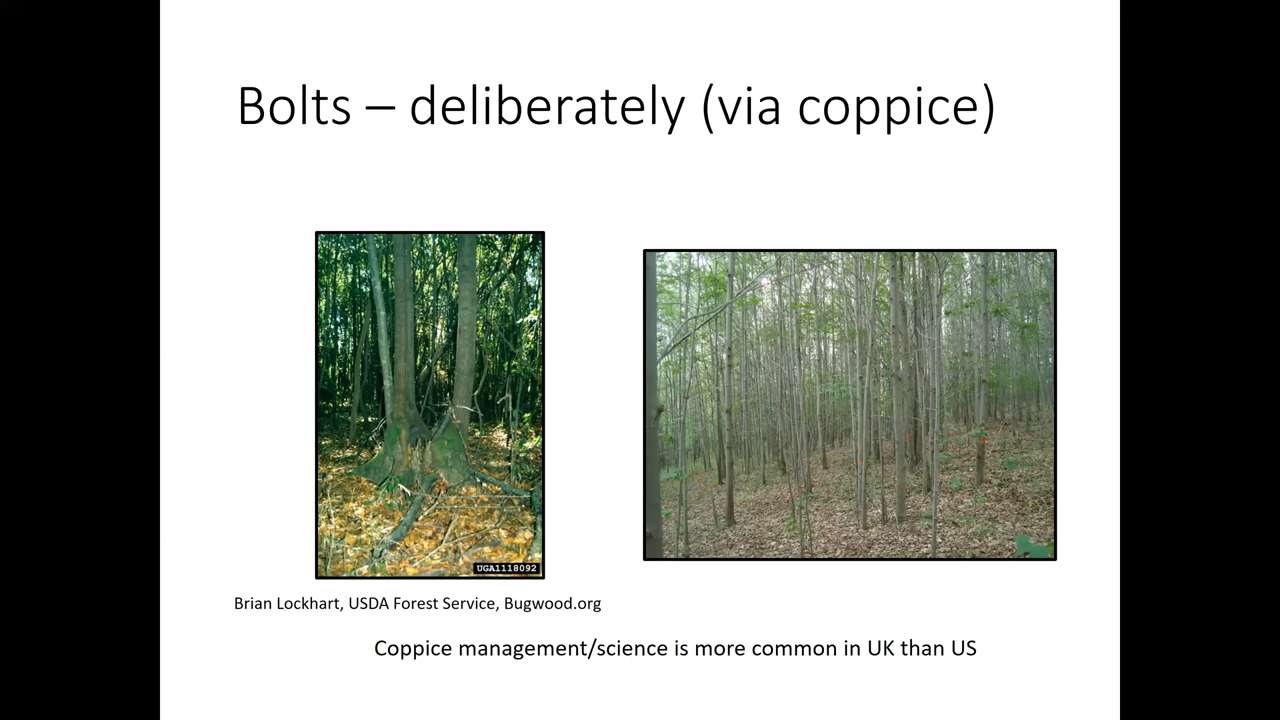 Bolts – deliberately (via coppice)
UGA1118092
Brian Lockhart, USDA Forest Service, Bugwood.org
Coppice management/science is more common in UK than US